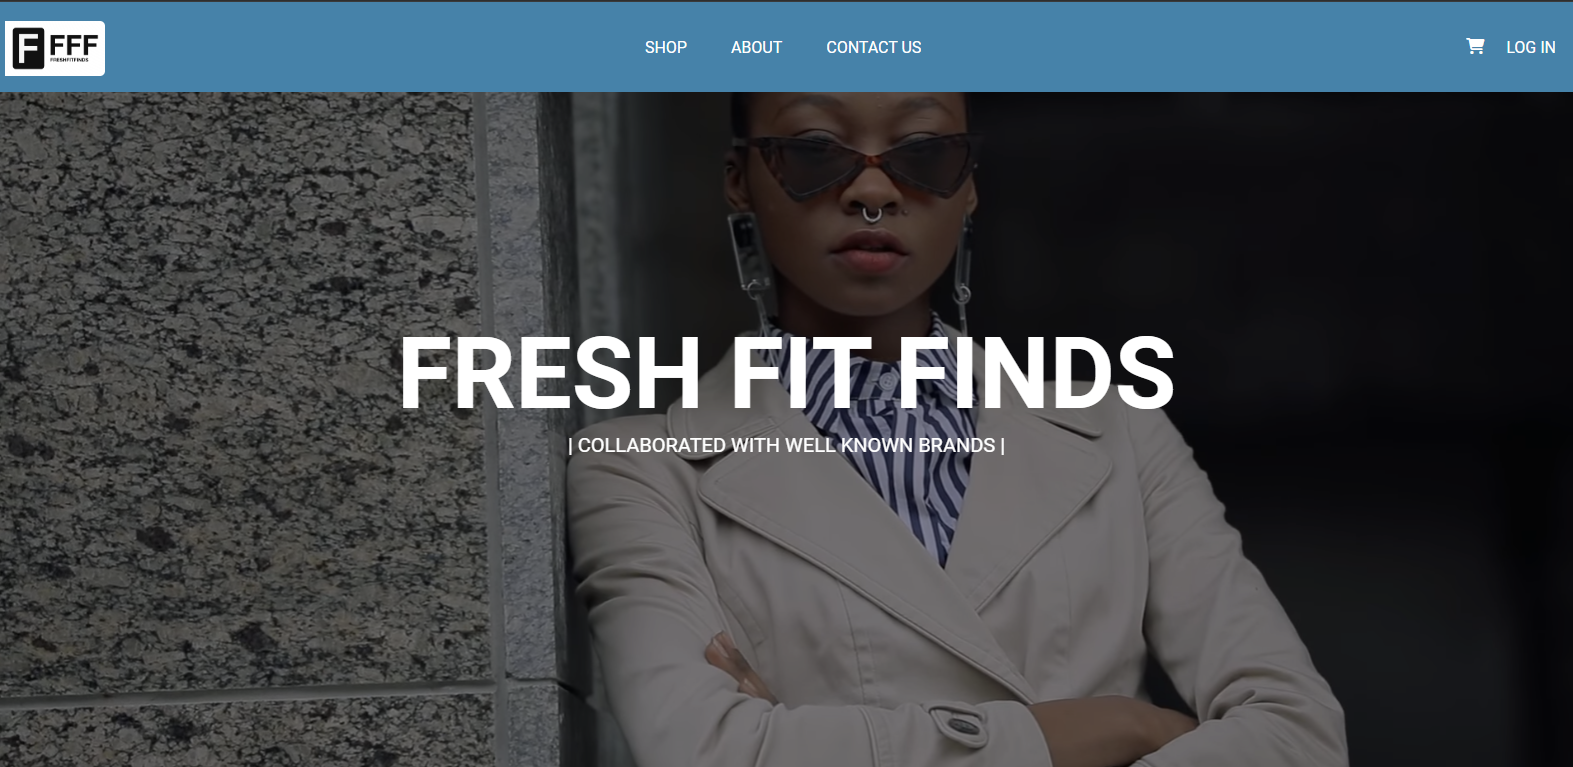 F FFF
FRESHFITFINDS
SHOP
ABOUT
CONTACT US
LOG IN
FRESH FIT FINDS
| COLLABORATED WITH WELL KNOWN BRANDS |